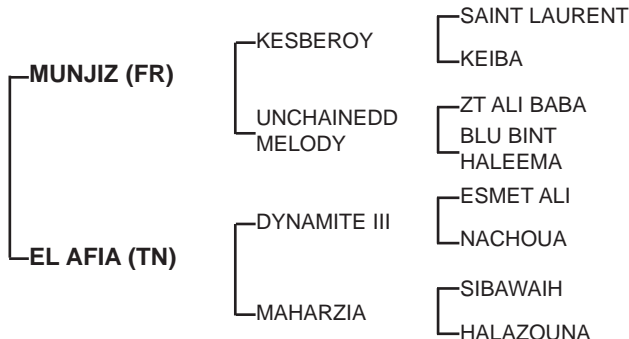 SAINT LAURENT
KESBEROY
KEIBA
MUNJIZ (FR)
ZT ALI BABA
UNCHAINEDD
MELODY
BLU BINT
HALEEMA
ESMET ALI
DYNAMITE III
NACHOUA
EL AFIA (TN)
SIBAWAIH
MAHARZIA
HALAZOUNA